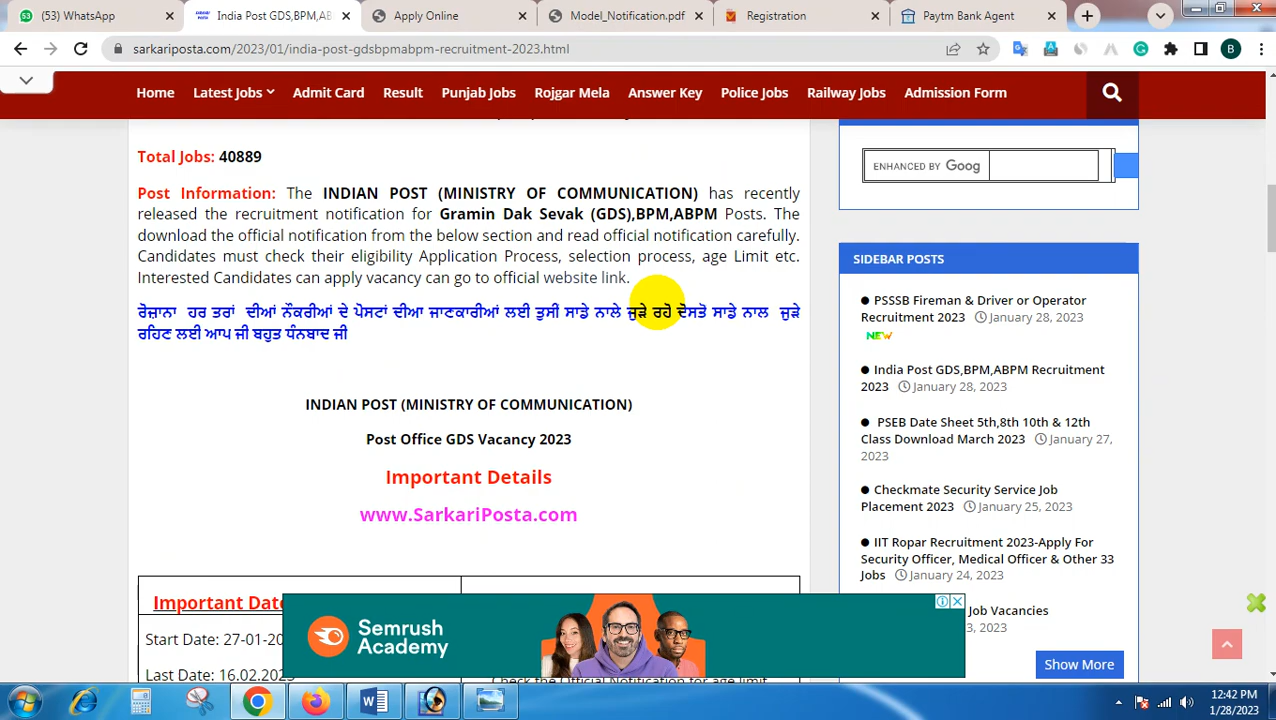 (53) WhatsApp
India Post GDS,BPM,AB
Apply Online
Model_Notification.pdf
Registration
Paytm Bank Agent
sarkariposta.com/2023/01/india-post-gdsbpmabpm-recruitment-2023.html
B
Home
Latest Jobs
Admit Card
Result
Punjab Jobs
Rojgar Mela
Answer Key
Police Jobs
Railway Jobs
Admission Form
Total Jobs: 40889
Post Information: The INDIAN POST (MINISTRY OF COMMUNICATION) has recently
released the recruitment notification for Gramin Dak Sevak (GDS),BPM,ABPM Posts. The
download the official notification from the below section and read official notification carefully.
Candidates must check their eligibility Application Process, selection process, age Limit etc.
Interested Candidates can apply vacancy can go to official website link.
ਰੋਜ਼ਾਨਾ ਹਰ ਤਰਾਂ ਦੀਆਂ ਨੌਕਰੀਆਂ ਦੇ ਪੋਸਟਾਂ ਦੀਆ ਜਾਣਕਾਰੀਆਂ ਲਈ ਤੁਸੀਂ ਸਾਡੇ ਨਾਲੇ ਜੁੜੇ ਰਹੋ ਦੋਸਤੋ ਸਾਡੇ ਨਾਲ ਜੁੜੇ
ਰਹਿਣ ਲਈ ਆਪ ਜੀ ਬਹੁਤ ਧੰਨਬਾਦ ਜੀ
INDIAN POST (MINISTRY OF COMMUNICATION)
Post Office GDS Vacancy 2023
Important Details
www.SarkariPosta.com
Important Dat
Start Date: 27-01-20
Last Date: 16.02.202
ENHANCED BY Goog
SIDEBAR POSTS
PSSSB Fireman & Driver or Operator
Recruitment 2023 January 28, 2023
NEW
India Post GDS,BPM,ABPM Recruitment
2023 January 28, 2023
PSEB Date Sheet 5th,8th 10th & 12th
Class Download March 2023 January 27,
2023
Checkmate Security Service Job
Placement 2023 January 25, 2023
IIT Ropar Recruitment 2023-Apply For
Security Officer, Medical Officer & Other 33
Jobs January 24, 2023
Job Vacancies
3, 2023
Show More
Semrush
Academy
12:42 PM
1/28/2023